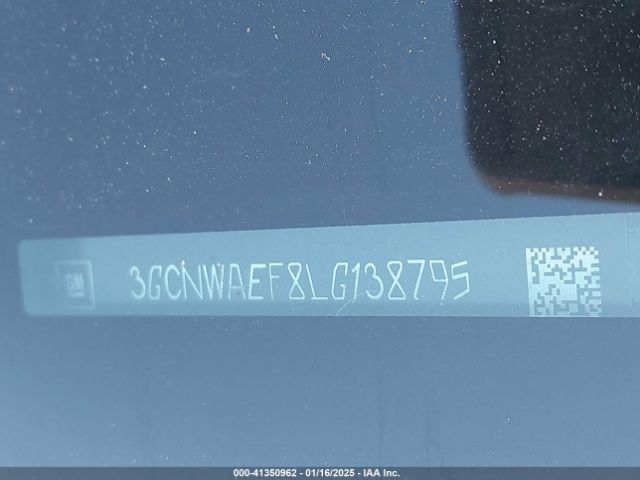 GM
3GCNWAEF8LG138795
000-41350962 - 01/16/2025 - IAA Inc.